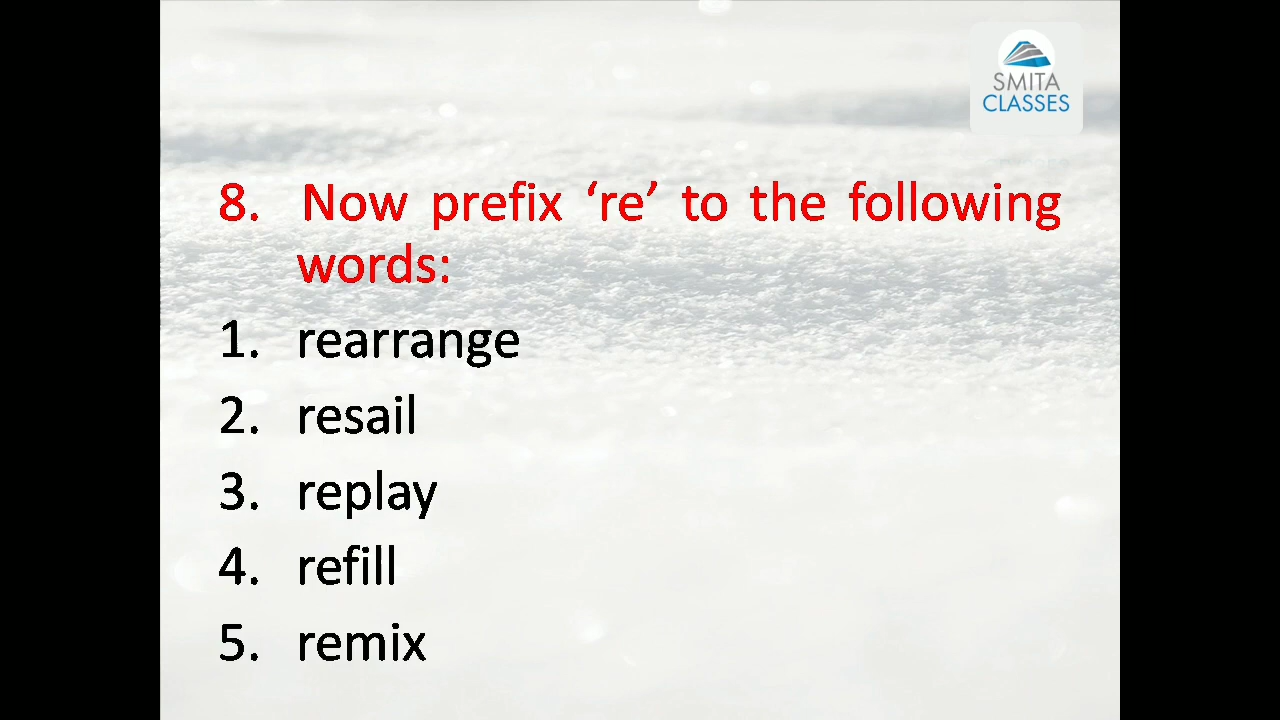 SMITA
CLASSES
8. Now prefix ‘re’ to the following
words:
1. rearrange
2. resail
3. replay
4. refill
5. remix